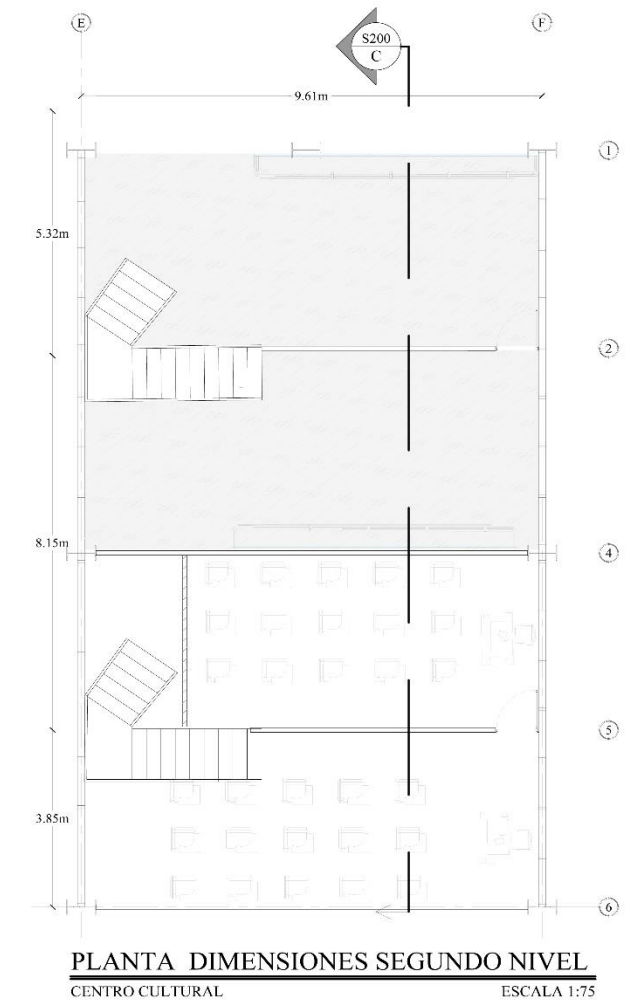 E
F
S200
C
9.61m
1
5.32m
2
8.15m
4
5
3.85m
6
PLANTA DIMENSIONES SEGUNDO NIVEL
CENTRO CULTURAL
ESCALA 1:75